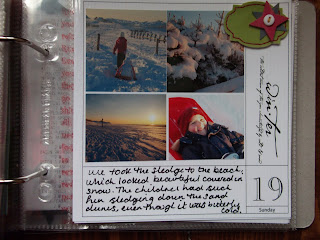 winter
19
Sunday
we took the sledge to the beach,
which looked beautiful covered in
snow. The children had such
fun sledging down the sand
dunes, even though it was bitterly
cold.